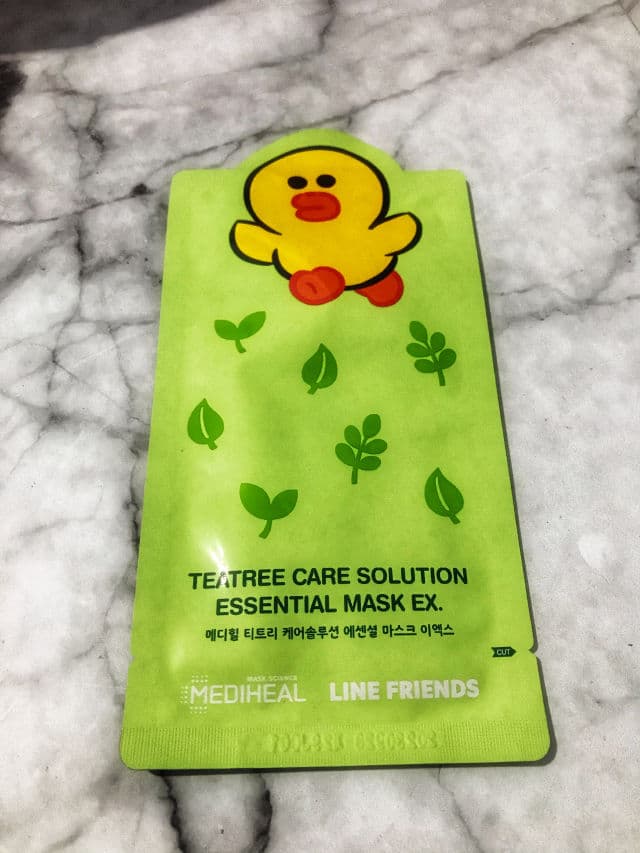 TEATREE CARE SOLUTION
ESSENTIAL MASK EX.
메디힐 티트리 케어솔루션 에센셜 마스크 이엑스
CUT
MASK SCIENCE
MEDIHEAL
LINE FRIENDS